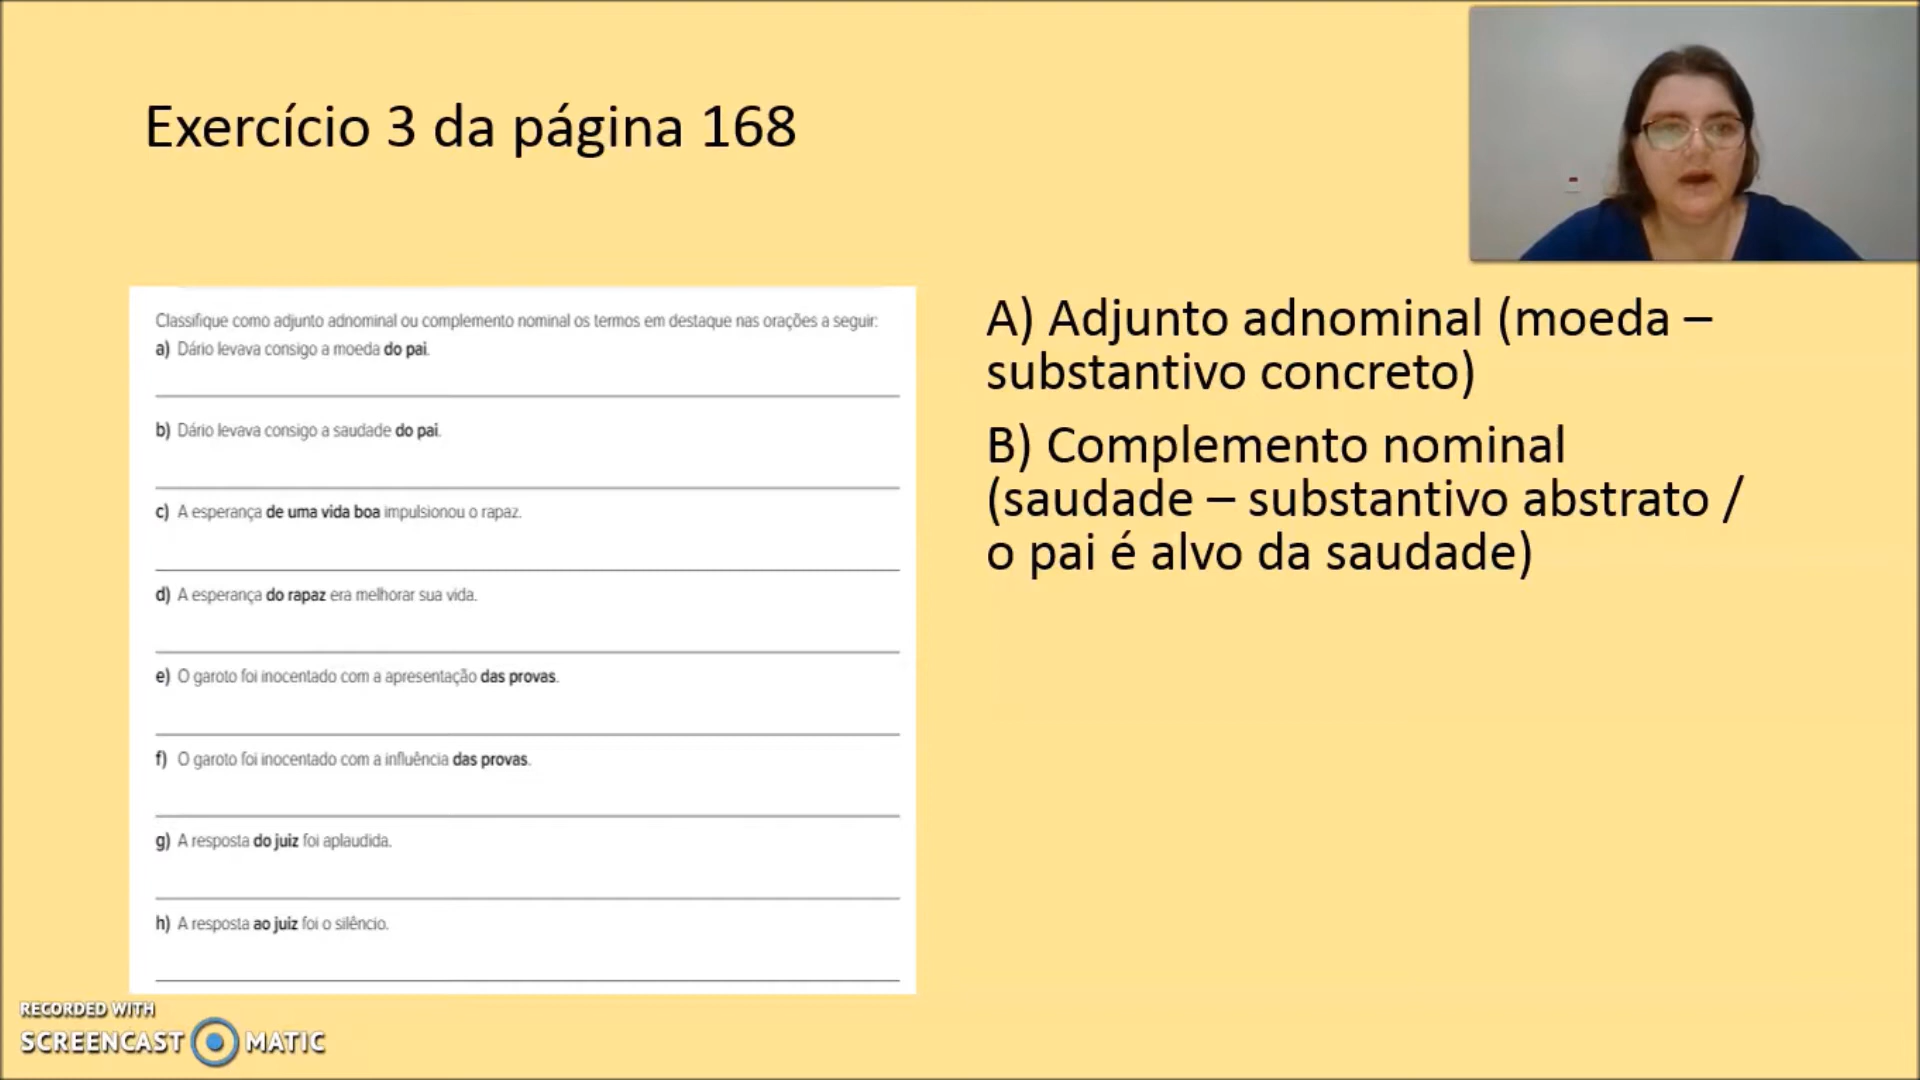 Exercício 3 da página 168
Classifique como adjunto adnominal ou complemento nominal os termos em destaque nas orações a seguir:
a) Dário levava consigo a moeda do pai.
b) Dário levava consigo a saudade do pai.
c) A esperança de uma vida boa impulsionou o rapaz.
d) A esperança do rapaz era melhorar sua vida.
e) O garoto foi inocentado com a apresentação das provas.
f) O garoto foi inocentado com a influência das provas.
g) A resposta do juiz foi aplaudida.
h) A resposta ao juiz foi o silêncio.
A) Adjunto adnominal (moeda –
substantivo concreto)
B) Complemento nominal
(saudade – substantivo abstrato /
o pai é alvo da saudade)
RECORDED WITH
SCREENCAST MATIC